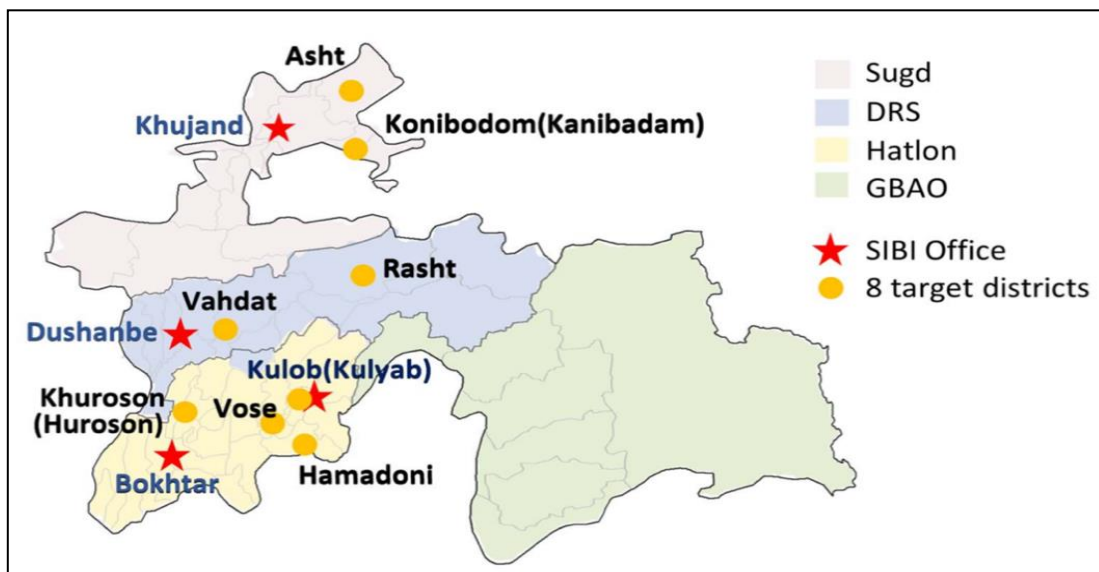 Asht
Khujand
Konibodom(Kanibadam)
Rasht
Vahdat
Dushanbe
Kulob(Kulyab)
Khuroson
(Huroson)
Vose
Hamadoni
Bokhtar
Sugd
DRS
Hatlon
GBAO
SIBI Office
8 target districts